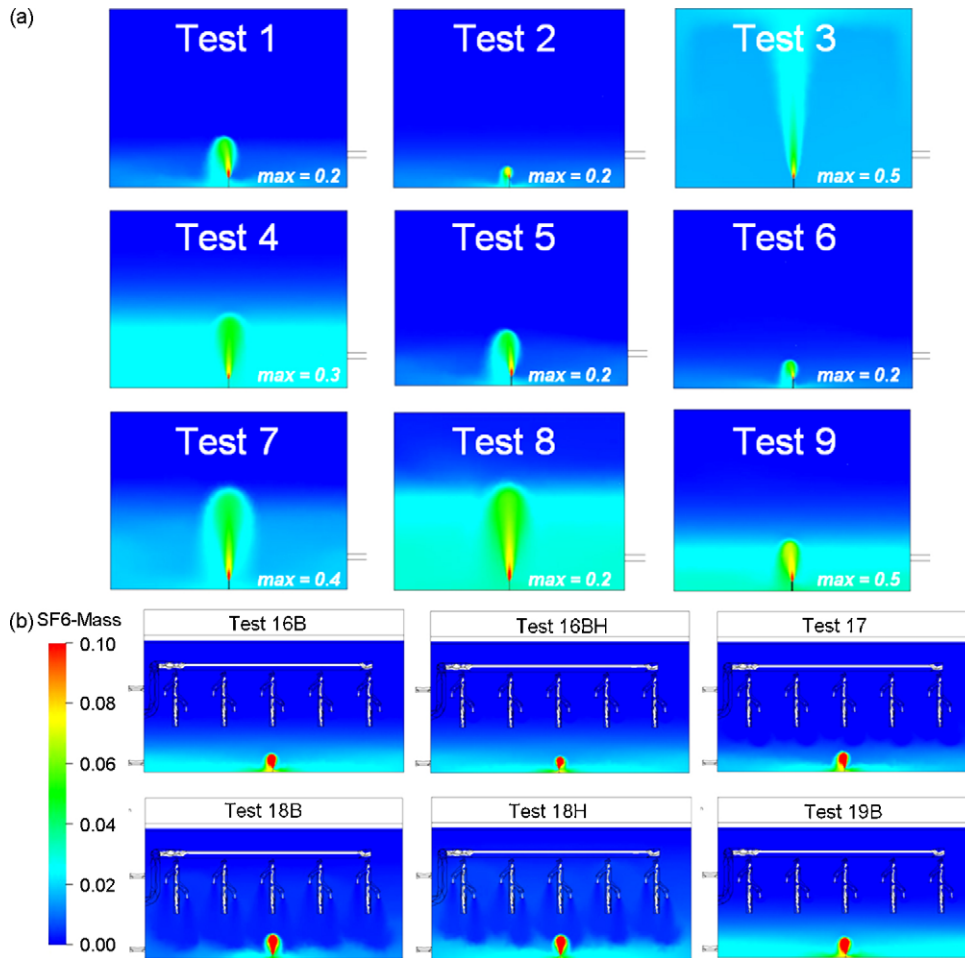 (a)
Test 1
max = 0.2
Test 2
max = 0.2
Test 3
max = 0.5
Test 4
max = 0.3
Test 5
max = 0.2
Test 6
max = 0.2
Test 7
max = 0.4
Test 8
max = 0.2
Test 9
max = 0.5
(b)
SF6-Mass
0.10
0.08
0.06
0.04
0.02
0.00
Test 16B
Test 16BH
Test 17
Test 18B
Test 18H
Test 19B